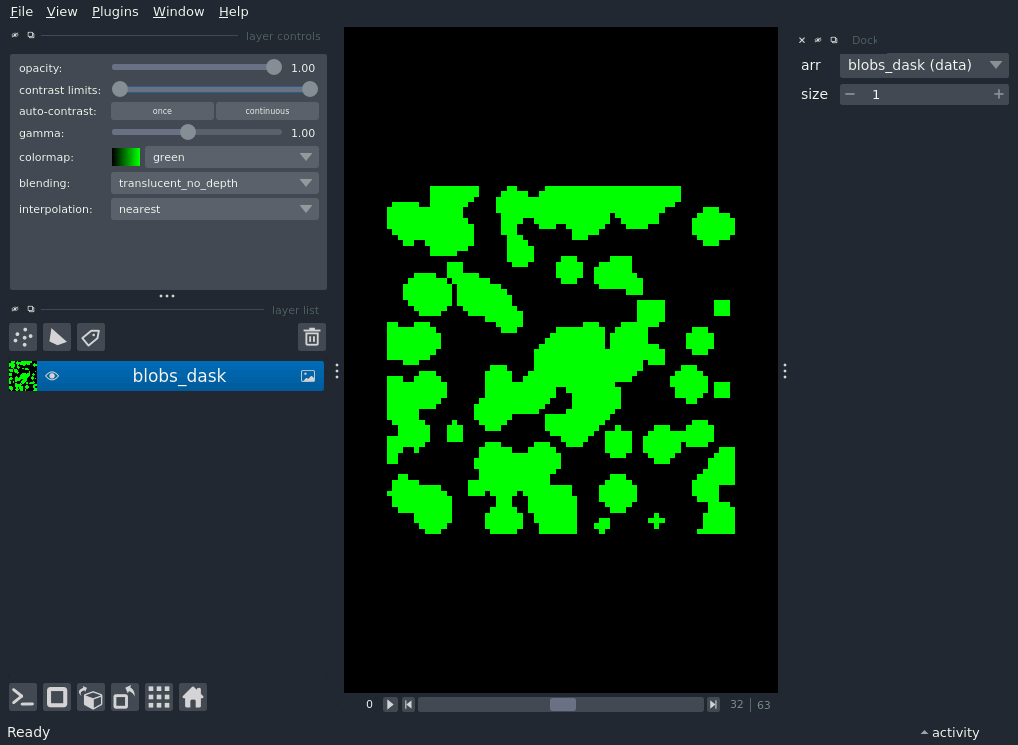 File View Plugins Window Help
layer controls
opacity: 1.00
contrast limits:
auto-contrast: once continuous
gamma: 1.00
colormap: green
blending: translucent_no_depth
interpolation: nearest
layer list
blobs_dask
Dock
arr blobs_dask (data)
size 1
0 32 63
Ready
activity